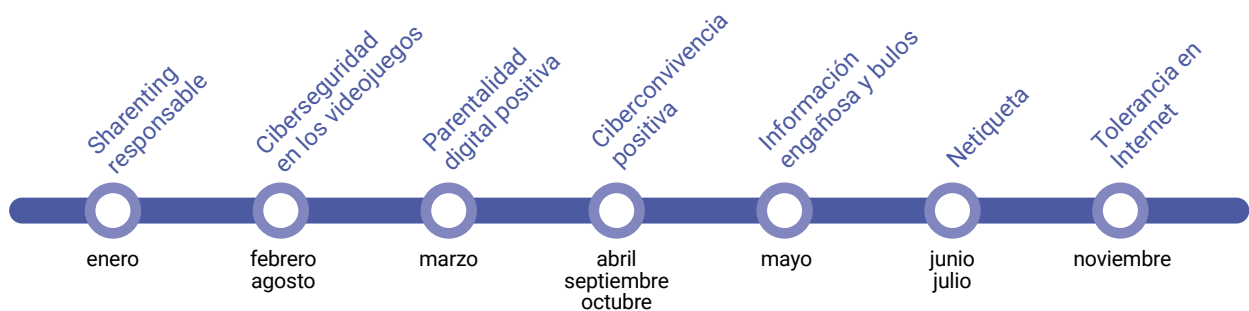 Sharenting
responsable
Ciberseguridad
en los videojuegos
Parentalidad
digital positiva
Ciberconvivencia
positiva
Información
engañosa y bulos
Netiqueta
Tolerancia en
Internet
enero
febrero
agosto
marzo
abril
septiembre
octubre
mayo
junio
julio
noviembre